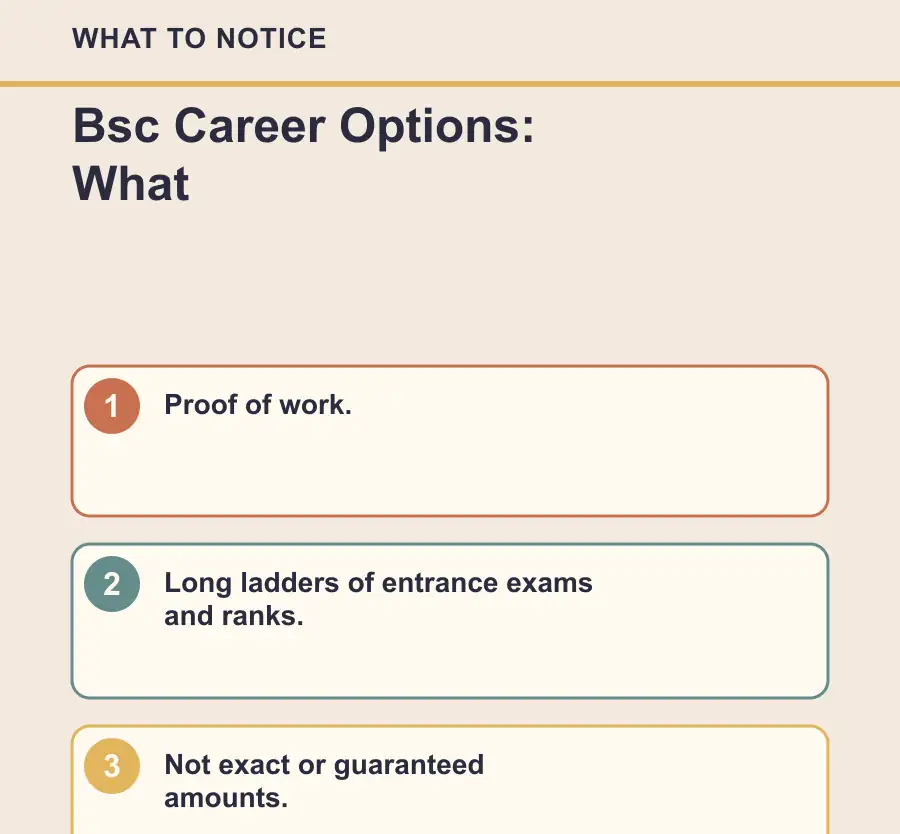 WHAT TO NOTICE
Bsc Career Options:
What
1
Proof of work.
2
Long ladders of entrance exams
and ranks.
3
Not exact or guaranteed
amounts.